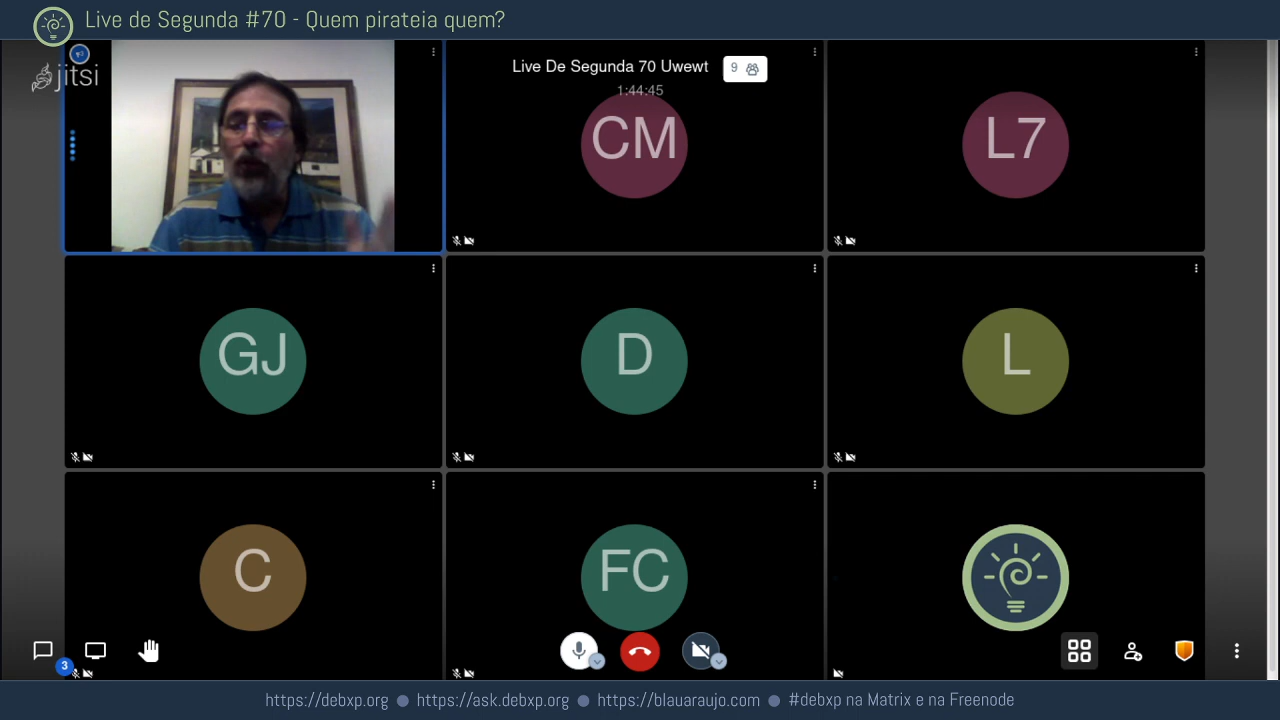 Live de Segunda #70 - Quem pirateia quem?
jitsi
Live De Segunda 70 Uwewt
9
1:44:45
CM
L7
GJ
D
L
C
FC
3
https://debxp.org ● https://ask.debxp.org ● https://blauaraujo.com ● #debxp na Matrix e na Freenode